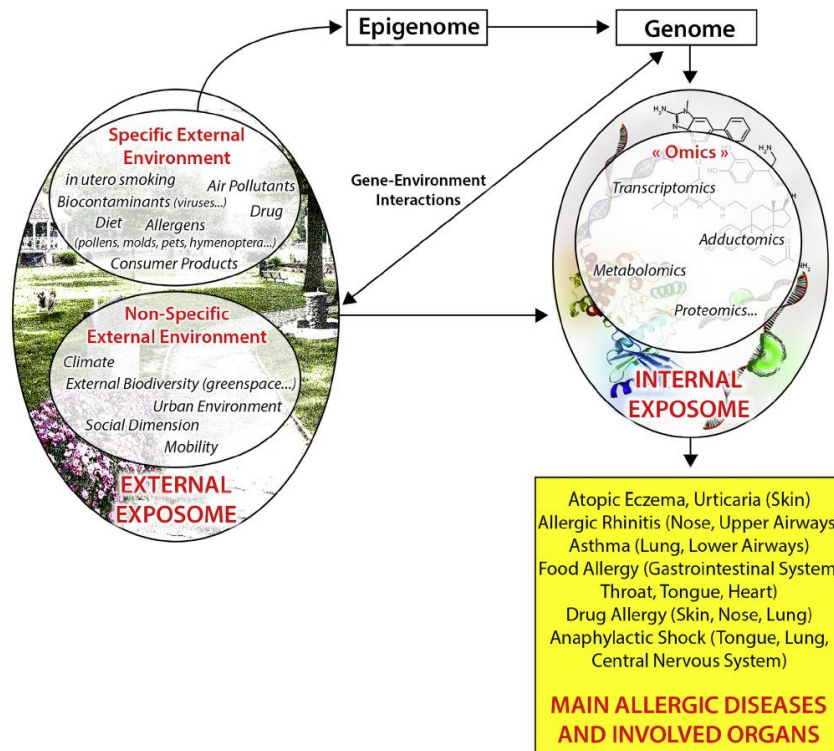 Epigenome
Genome
Specific External
Environment
in utero smoking
Air Pollutants
Biocontaminants (viruses...)
Drug
Diet
Allergens
(pollens, molds, pets, hymenoptera...)
Consumer Products
Gene-Environment
Interactions
H₂N
« Omics »
NH₂
Transcriptomics
Adductomics
Metabolomics
Proteomics...
Non-Specific
External Environment
Climate
External Biodiversity (greenspace...)
Urban Environment
Social Dimension
Mobility
EXTERNAL
EXPOSOME
INTERNAL
EXPOSOME
Atopic Eczema, Urticaria (Skin)
Allergic Rhinitis (Nose, Upper Airways
Asthma (Lung, Lower Airways)
Food Allergy (Gastrointestinal System
Throat, Tongue, Heart)
Drug Allergy (Skin, Nose, Lung)
Anaphylactic Shock (Tongue, Lung,
Central Nervous System)
MAIN ALLERGIC DISEASES
AND INVOLVED ORGANS